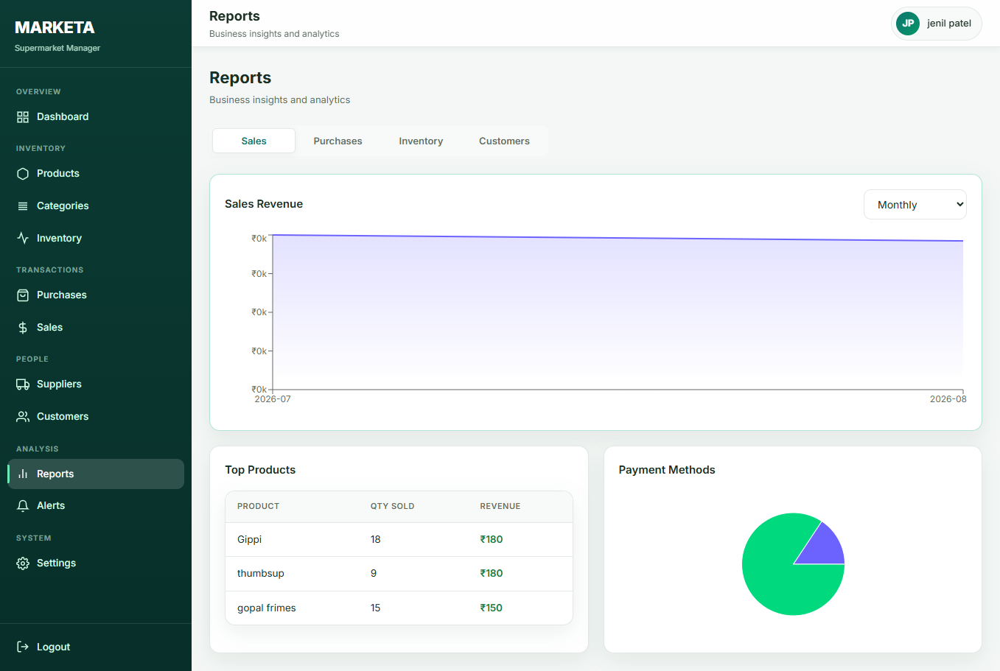 MARKETA
Supermarket Manager
OVERVIEW
Dashboard
INVENTORY
Products
Categories
Inventory
TRANSACTIONS
Purchases
Sales
PEOPLE
Suppliers
Customers
ANALYSIS
Reports
Alerts
SYSTEM
Settings
Logout
Reports
Business insights and analytics
JP jenil patel
Reports
Business insights and analytics
Sales Purchases Inventory Customers
Sales Revenue
Monthly
₹0k
₹0k
₹0k
₹0k
₹0k
2026-07 2026-08
Top Products
PRODUCT QTY SOLD REVENUE
Gippi 18 ₹180
thumbsup 9 ₹180
gopal frimes 15 ₹150
Payment Methods